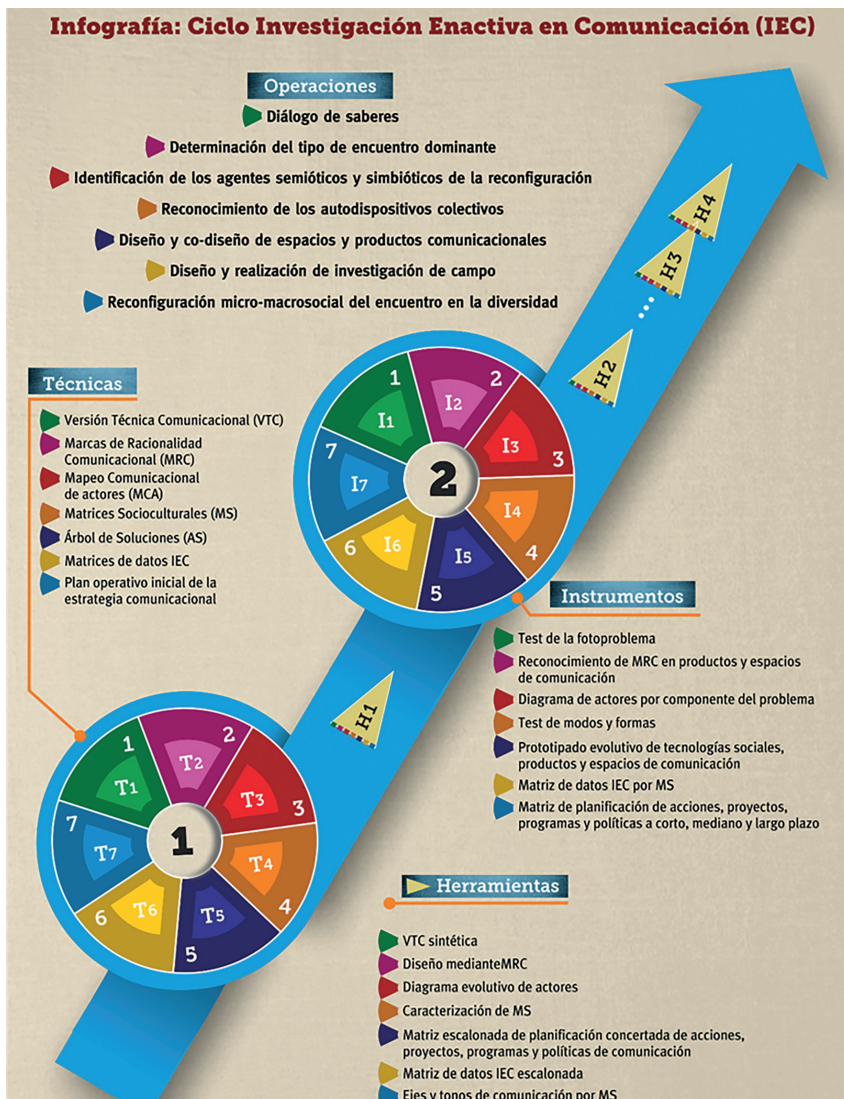 Infografía: Ciclo Investigación Enactiva en Comunicación (IEC)
Operaciones
Diálogo de saberes
Determinación del tipo de encuentro dominante
Identificación de los agentes semióticos y simbióticos de la reconfiguración
Reconocimiento de los autodispositivos colectivos
Diseño y co-diseño de espacios y productos comunicacionales
Diseño y realización de investigación de campo
Reconfiguración micro-macrosocial del encuentro en la diversidad
H4
H3
H2
Técnicas
Versión Técnica Comunicacional (VTC)
Marcas de Racionalidad
Comunicacional (MRC)
Mapeo Comunicacional
de actores (MCA)
Matrices Socioculturales (MS)
Árbol de Soluciones (AS)
Matrices de datos IEC
Plan operativo inicial de la
estrategia comunicacional
1
2
3
4
5
6
7
I1
I2
I3
I4
I5
I6
I7
2
Instrumentos
Test de la fotoproblema
Reconocimiento de MRC en productos y espacios
de comunicación
Diagrama de actores por componente del problema
Test de modos y formas
Prototipado evolutivo de tecnologías sociales,
productos y espacios de comunicación
Matriz de datos IEC por MS
Matriz de planificación de acciones, proyectos,
programas y políticas a corto, mediano y largo plazo
H1
1
2
3
4
5
6
7
T1
T2
T3
T4
T5
T6
T7
1
Herramientas
VTC sintética
Diseño medianteMRC
Diagrama evolutivo de actores
Caracterización de MS
Matriz escalonada de planificación concertada de acciones,
proyectos, programas y políticas de comunicación
Matriz de datos IEC escalonada
Ejes y tonos de comunicación por MS